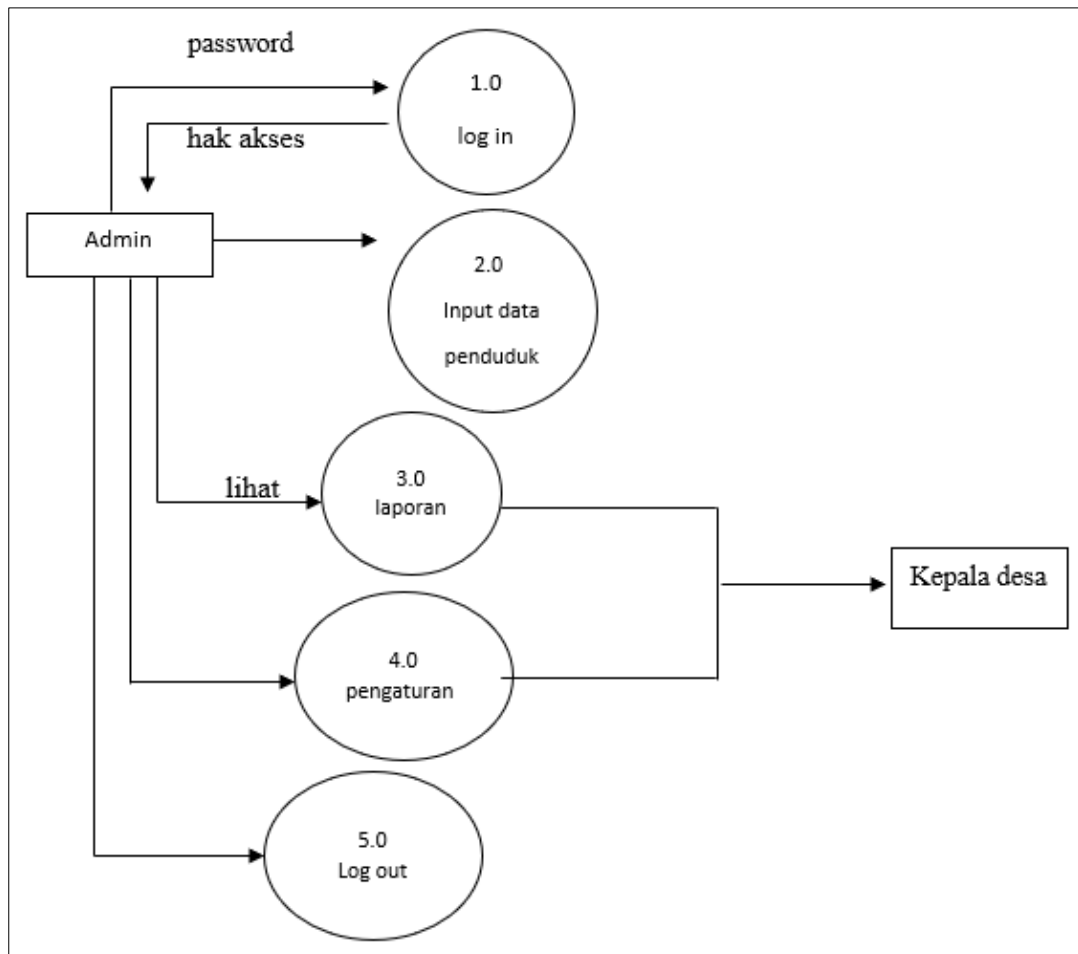 password
1.0
log in
hak akses
Admin
2.0
Input data
penduduk
3.0
laporan
lihat
Kepala desa
4.0
pengaturan
5.0
Log out